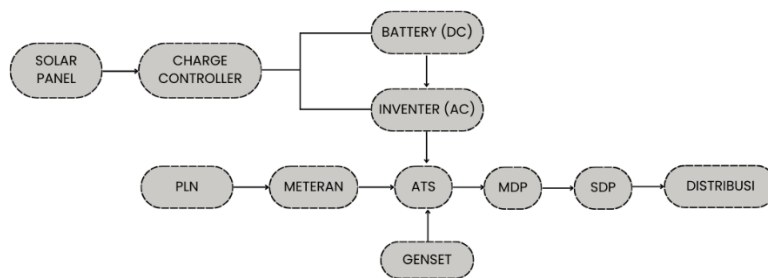 SOLAR
PANEL
CHARGE
CONTROLLER
BATTERY (DC)
INVENTER (AC)
PLN
METERAN
ATS
MDP
SDP
DISTRIBUSI
GENSET